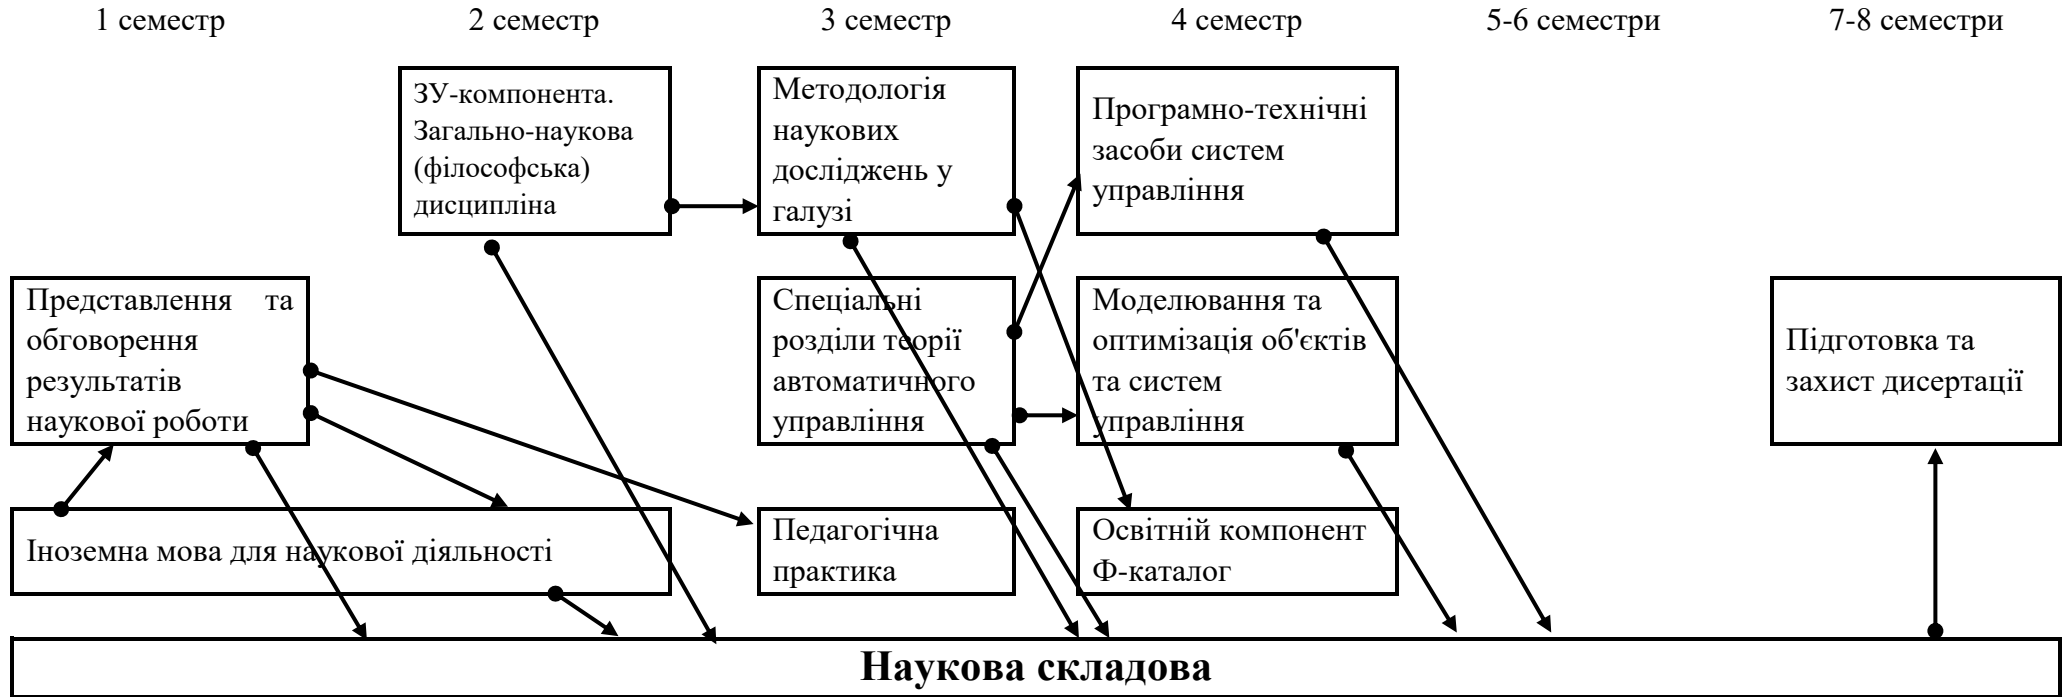 1 семестр
2 семестр
3 семестр
4 семестр
5-6 семестри
7-8 семестри
ЗУ-компонента.
Загально-наукова
(філософська)
дисципліна
Методологія
наукових
досліджень у
галузі
Програмно-технічні
засоби систем
управління
Представлення та
обговорення
результатів
наукової роботи
Спеціальні
розділи теорії
автоматичного
управління
Моделювання та
оптимізація об'єктів
та систем
управління
Підготовка та
захист дисертації
Іноземна мова для наукової діяльності
Педагогічна
практика
Освітній компонент
Ф-каталог
Наукова складова